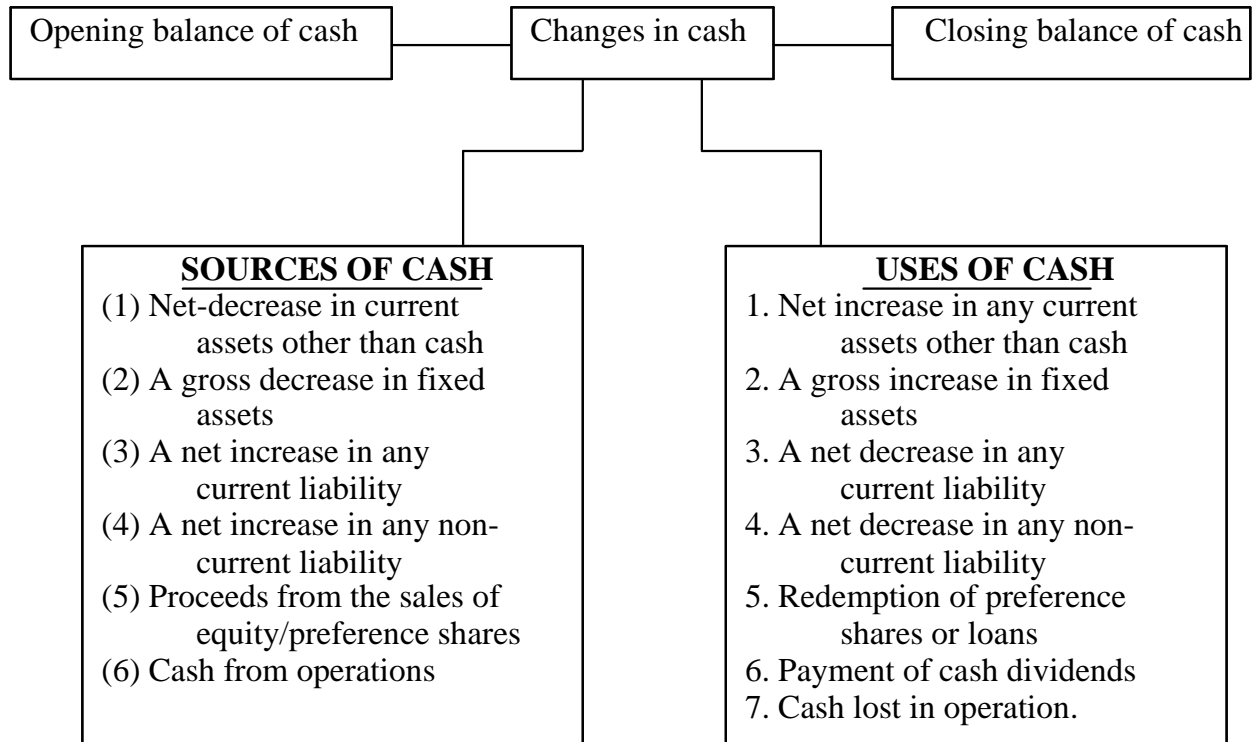 Opening balance of cash
Changes in cash
Closing balance of cash
SOURCES OF CASH
(1) Net-decrease in current
assets other than cash
(2) A gross decrease in fixed
assets
(3) A net increase in any
current liability
(4) A net increase in any non-
current liability
(5) Proceeds from the sales of
equity/preference shares
(6) Cash from operations
USES OF CASH
1. Net increase in any current
assets other than cash
2. A gross increase in fixed
assets
3. A net decrease in any
current liability
4. A net decrease in any non-
current liability
5. Redemption of preference
shares or loans
6. Payment of cash dividends
7. Cash lost in operation.